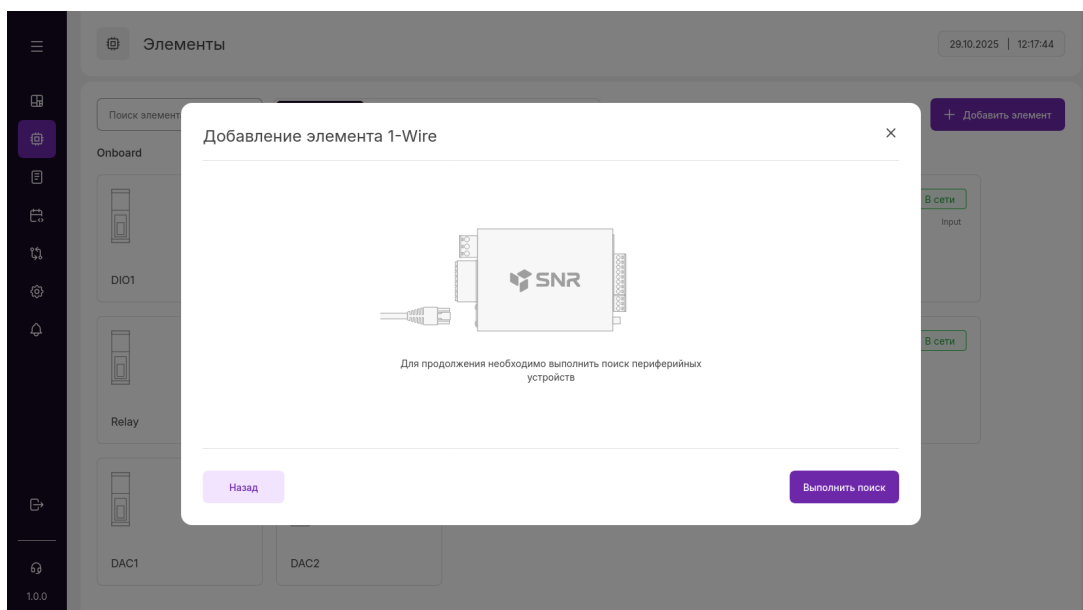 Элементы
29.10.2025 | 12:17:44
Поиск элемент
+ Добавить элемент
Добавление элемента 1-Wire
Onboard
В сети
Input
SNR
DIO1
В сети
Для продолжения необходимо выполнить поиск периферийных
устройств
Relay
Назад
Выполнить поиск
DAC1
DAC2
1.0.0